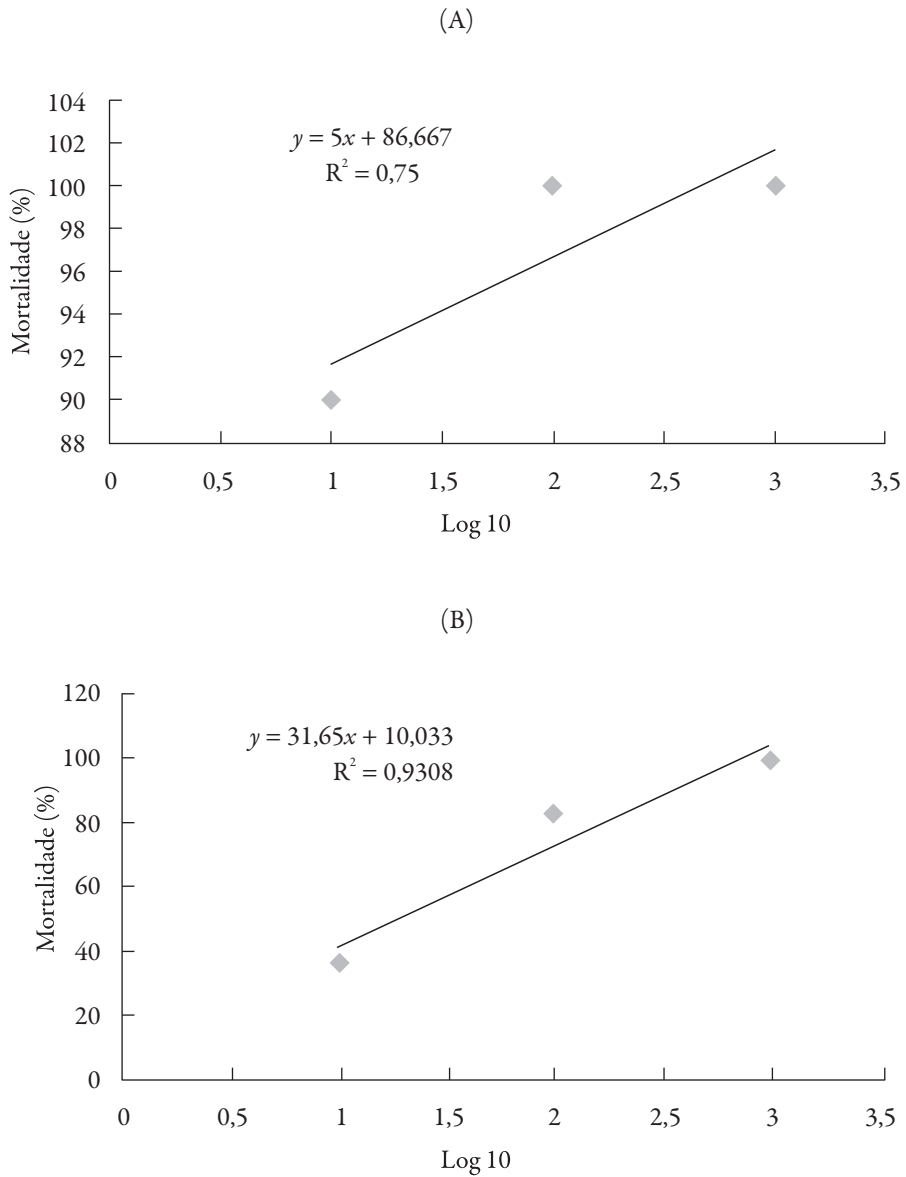 (A)
104
102
100
98
96
94
92
90
88
Mortalidade (%)
y = 5x + 86,667
R² = 0,75
0 0,5 1 1,5 2 2,5 3 3,5
Log 10
(B)
120
100
80
60
40
20
0
Mortalidade (%)
y = 31,65x + 10,033
R² = 0,9308
0 0,5 1 1,5 2 2,5 3 3,5
Log 10